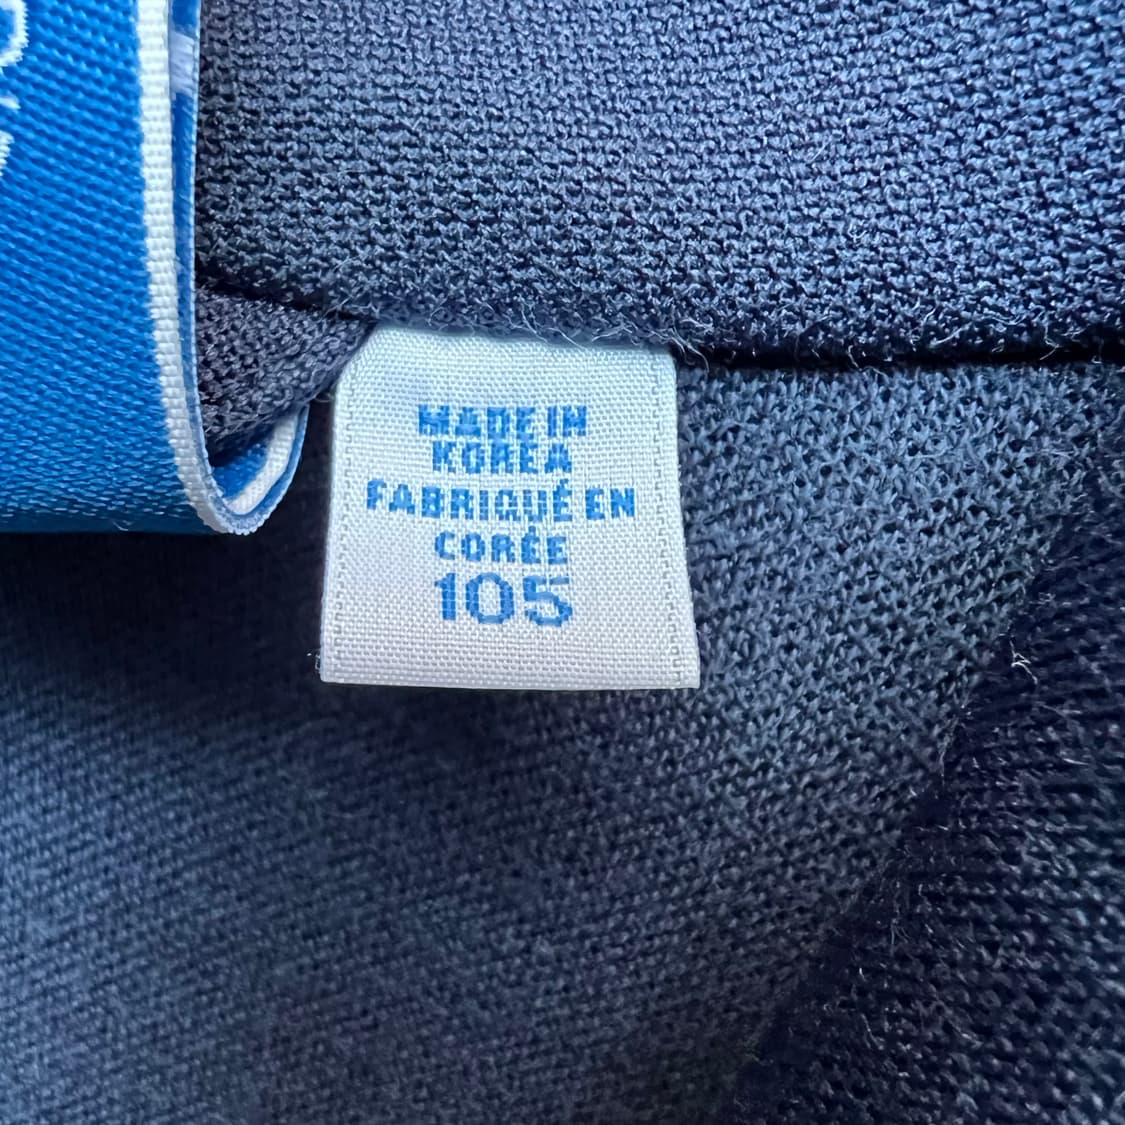 MADE IN
KOREA
FABRIQUÉ EN
CORÉE
105